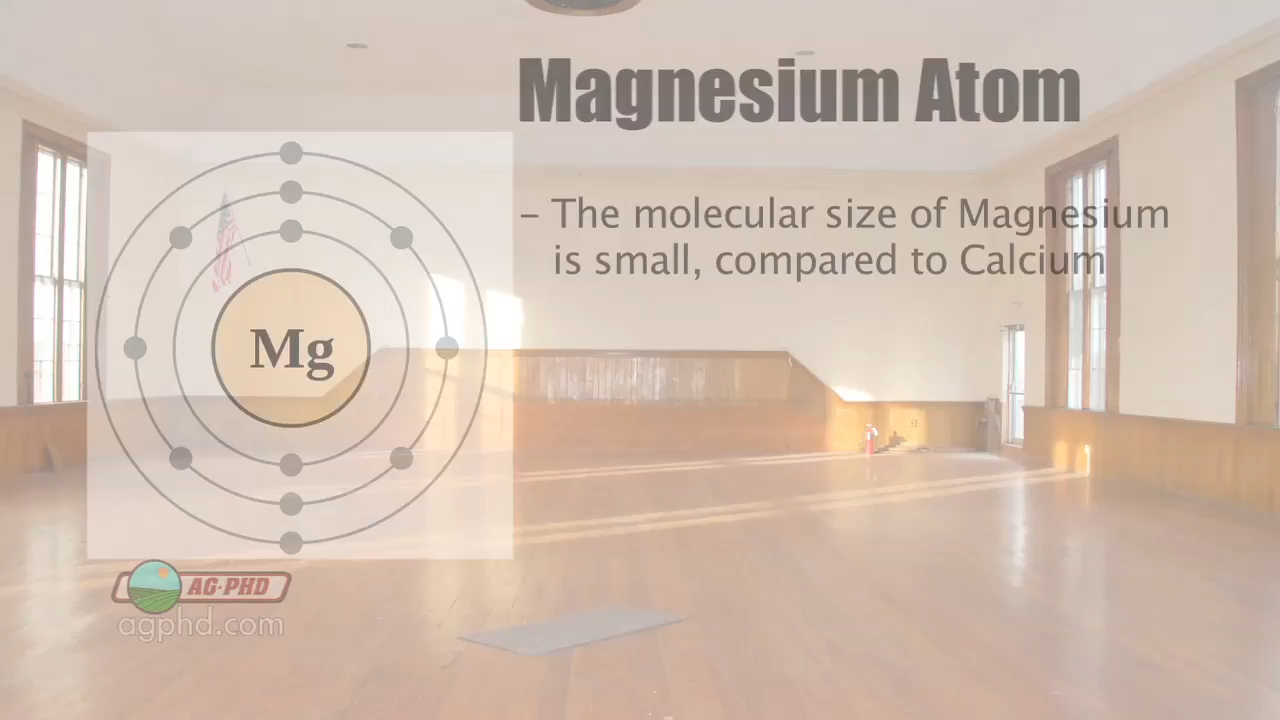 Magnesium Atom
– The molecular size of Magnesium
is small, compared to Calcium
Mg
AG·PHD
agphd.com